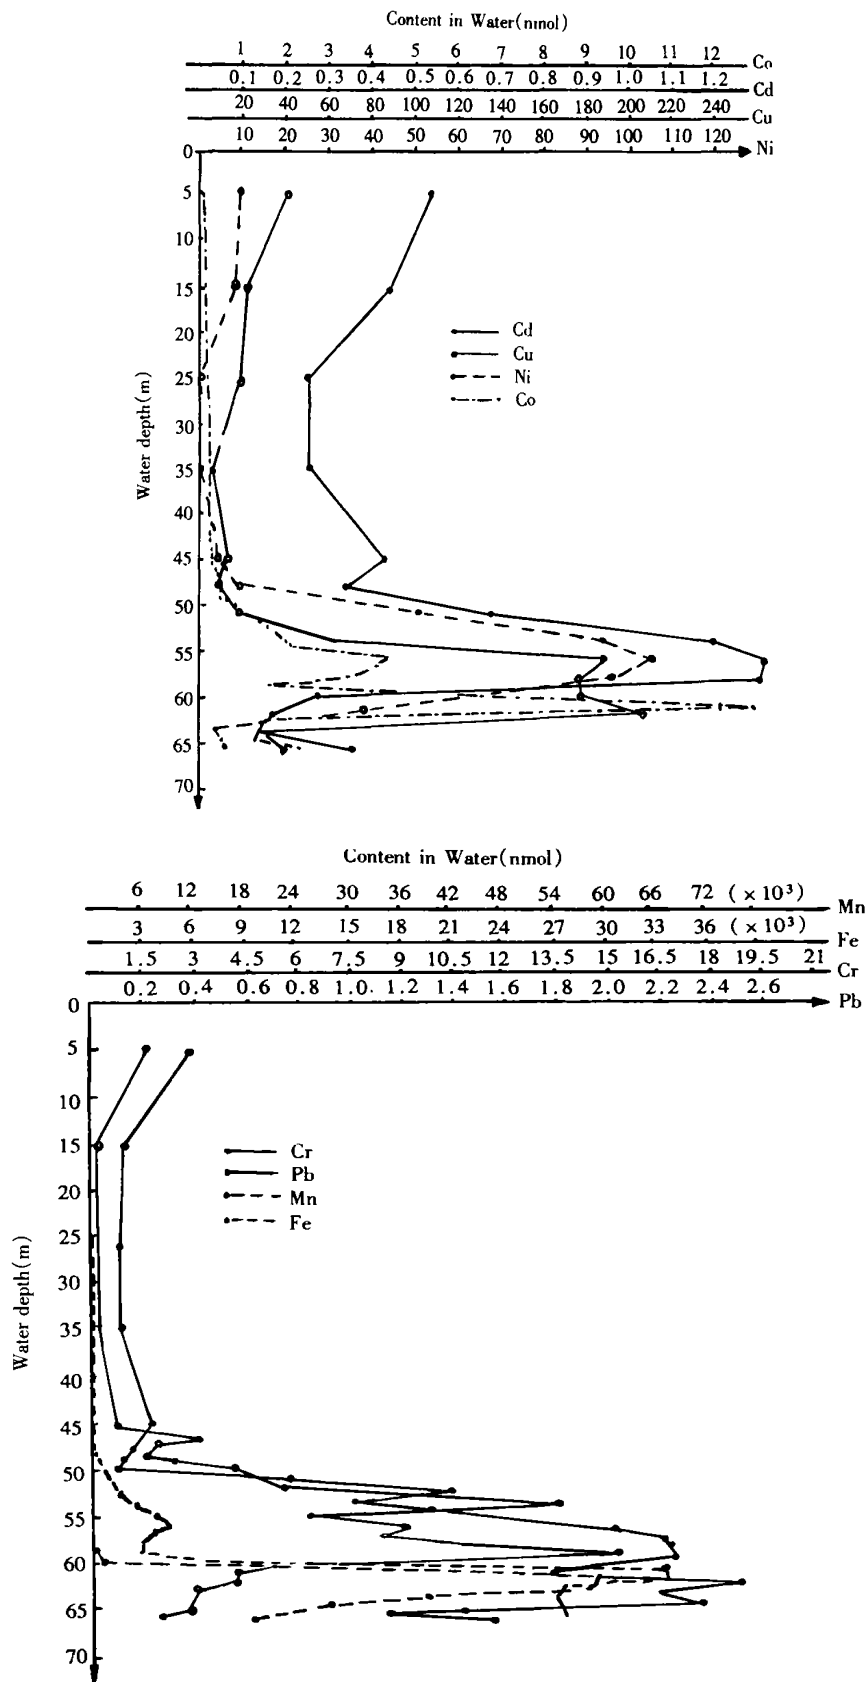 Content in Water(nmol)
1 2 3 4 5 6 7 8 9 10 11 12 Co
0.1 0.2 0.3 0.4 0.5 0.6 0.7 0.8 0.9 1.0 1.1 1.2 Cd
20 40 60 80 100 120 140 160 180 200 220 240 Cu
10 20 30 40 50 60 70 80 90 100 110 120 Ni
0
5
10
15
20
25
30
35
40
45
50
55
60
65
70
Water depth(m)
Cd
Cu
Ni
Co
Content in Water(nmol)
6 12 18 24 30 36 42 48 54 60 66 72 (×10³) Mn
3 6 9 12 15 18 21 24 27 30 33 36 (×10³) Fe
1.5 3 4.5 6 7.5 9 10.5 12 13.5 15 16.5 18 19.5 21 Cr
0.2 0.4 0.6 0.8 1.0 1.2 1.4 1.6 1.8 2.0 2.2 2.4 2.6 Pb
0
5
10
15
20
25
30
35
40
45
50
55
60
65
70
Water depth(m)
Cr
Pb
Mn
Fe